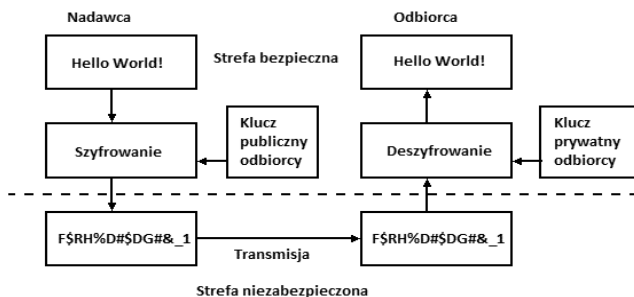 Nadawca
Odbiorca
Hello World!
Strefa bezpieczna
Hello World!
Szyfrowanie
Klucz
publiczny
odbiorcy
Deszyfrowanie
Klucz
prywatny
odbiorcy
F$RH%D#$DG#&_1
Transmisja
F$RH%D#$DG#&_1
Strefa niezabezpieczona